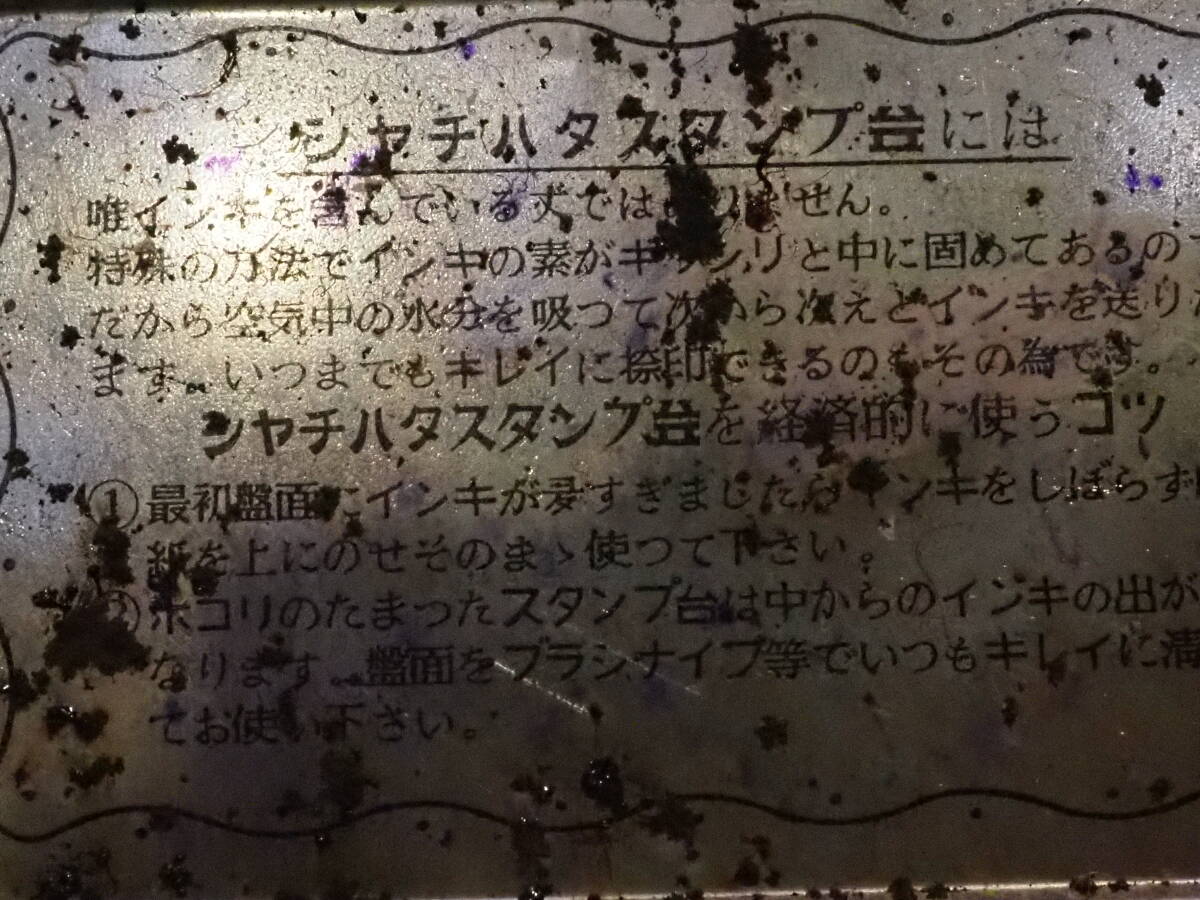 シヤチハタスタンプ台には
唯インキを含んでいる丈ではありません。
特殊の方法でインキの素がギッシリと中に固めてあるので
だから空気中の水分を吸つて次から次えとインキを送り
ます。いつまでもキレイに捺印できるのもその為です。
シヤチハタスタンプ台を経済的に使うコツ
①最初盤面にインキが昇すぎましたらインキをしぼらず
紙を上にのせそのまゝ使つて下さい。
②ホコリのたまったスタンプ台は中からのインキの出が
なります。盤面をブラシナイフ等でいつもキレイに清
てお使い下さい。